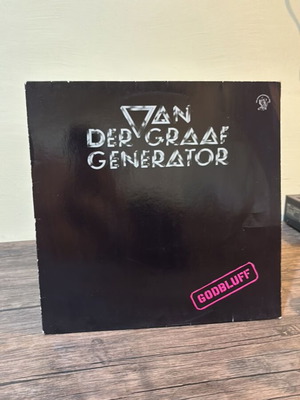 VAN
DER GRAAF
GENERATOR
GODBLUFF